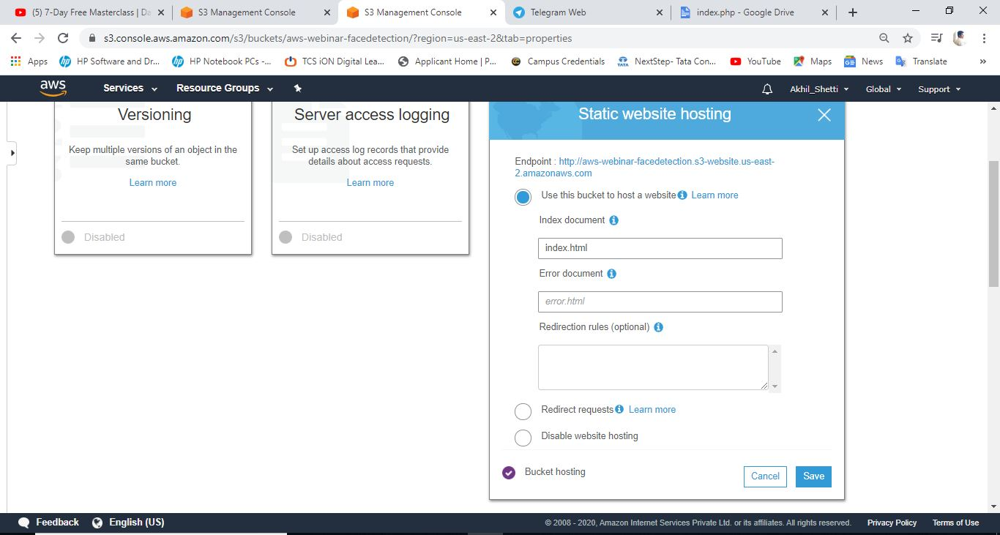 (5) 7-Day Free Masterclass | Da
S3 Management Console
S3 Management Console
Telegram Web
index.php - Google Drive
s3.console.aws.amazon.com/s3/buckets/aws-webinar-facedetection/?region=us-east-2&tab=properties
Apps
HP Software and Dr...
HP Notebook PCs -...
TCS iON Digital Lea...
Applicant Home | P...
Campus Credentials
NextStep- Tata Con...
YouTube
Maps
News
Translate
aws
Services
Resource Groups
Akhil_Shetti
Global
Support
Versioning
Keep multiple versions of an object in the
same bucket.
Learn more
Disabled
Server access logging
Set up access log records that provide
details about access requests.
Learn more
Disabled
Static website hosting
Endpoint : http://aws-webinar-facedetection.s3-website.us-east-
2.amazonaws.com
Use this bucket to host a website Learn more
Index document
index.html
Error document
error.html
Redirection rules (optional)
Redirect requests Learn more
Disable website hosting
Bucket hosting
Cancel
Save
Feedback
English (US)
© 2008 - 2020, Amazon Internet Services Private Ltd. or its affiliates. All rights reserved.
Privacy Policy
Terms of Use